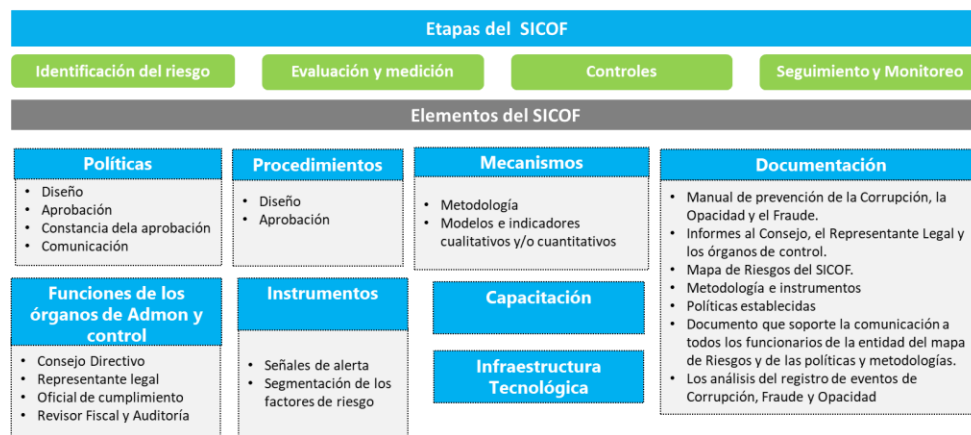 Etapas del SICOF
Identificación del riesgo
Evaluación y medición
Controles
Seguimiento y Monitoreo
Elementos del SICOF
Políticas
• Diseño
• Aprobación
• Constancia dela aprobación
• Comunicación
Procedimientos
• Diseño
• Aprobación
Mecanismos
• Metodología
• Modelos e indicadores
cualitativos y/o cuantitativos
Documentación
• Manual de prevención de la Corrupción, la
Opacidad y el Fraude.
• Informes al Consejo, el Representante Legal y
los órganos de control.
• Mapa de Riesgos del SICOF.
• Metodología e instrumentos
• Políticas establecidas
• Documento que soporte la comunicación a
todos los funcionarios de la entidad del mapa
de Riesgos y de las políticas y metodologías.
• Los análisis del registro de eventos de
Corrupción, Fraude y Opacidad
Funciones de los
órganos de Admon y
control
• Consejo Directivo
• Representante legal
• Oficial de cumplimiento
• Revisor Fiscal y Auditoría
Instrumentos
• Señales de alerta
• Segmentación de los
factores de riesgo
Capacitación
Infraestructura
Tecnológica